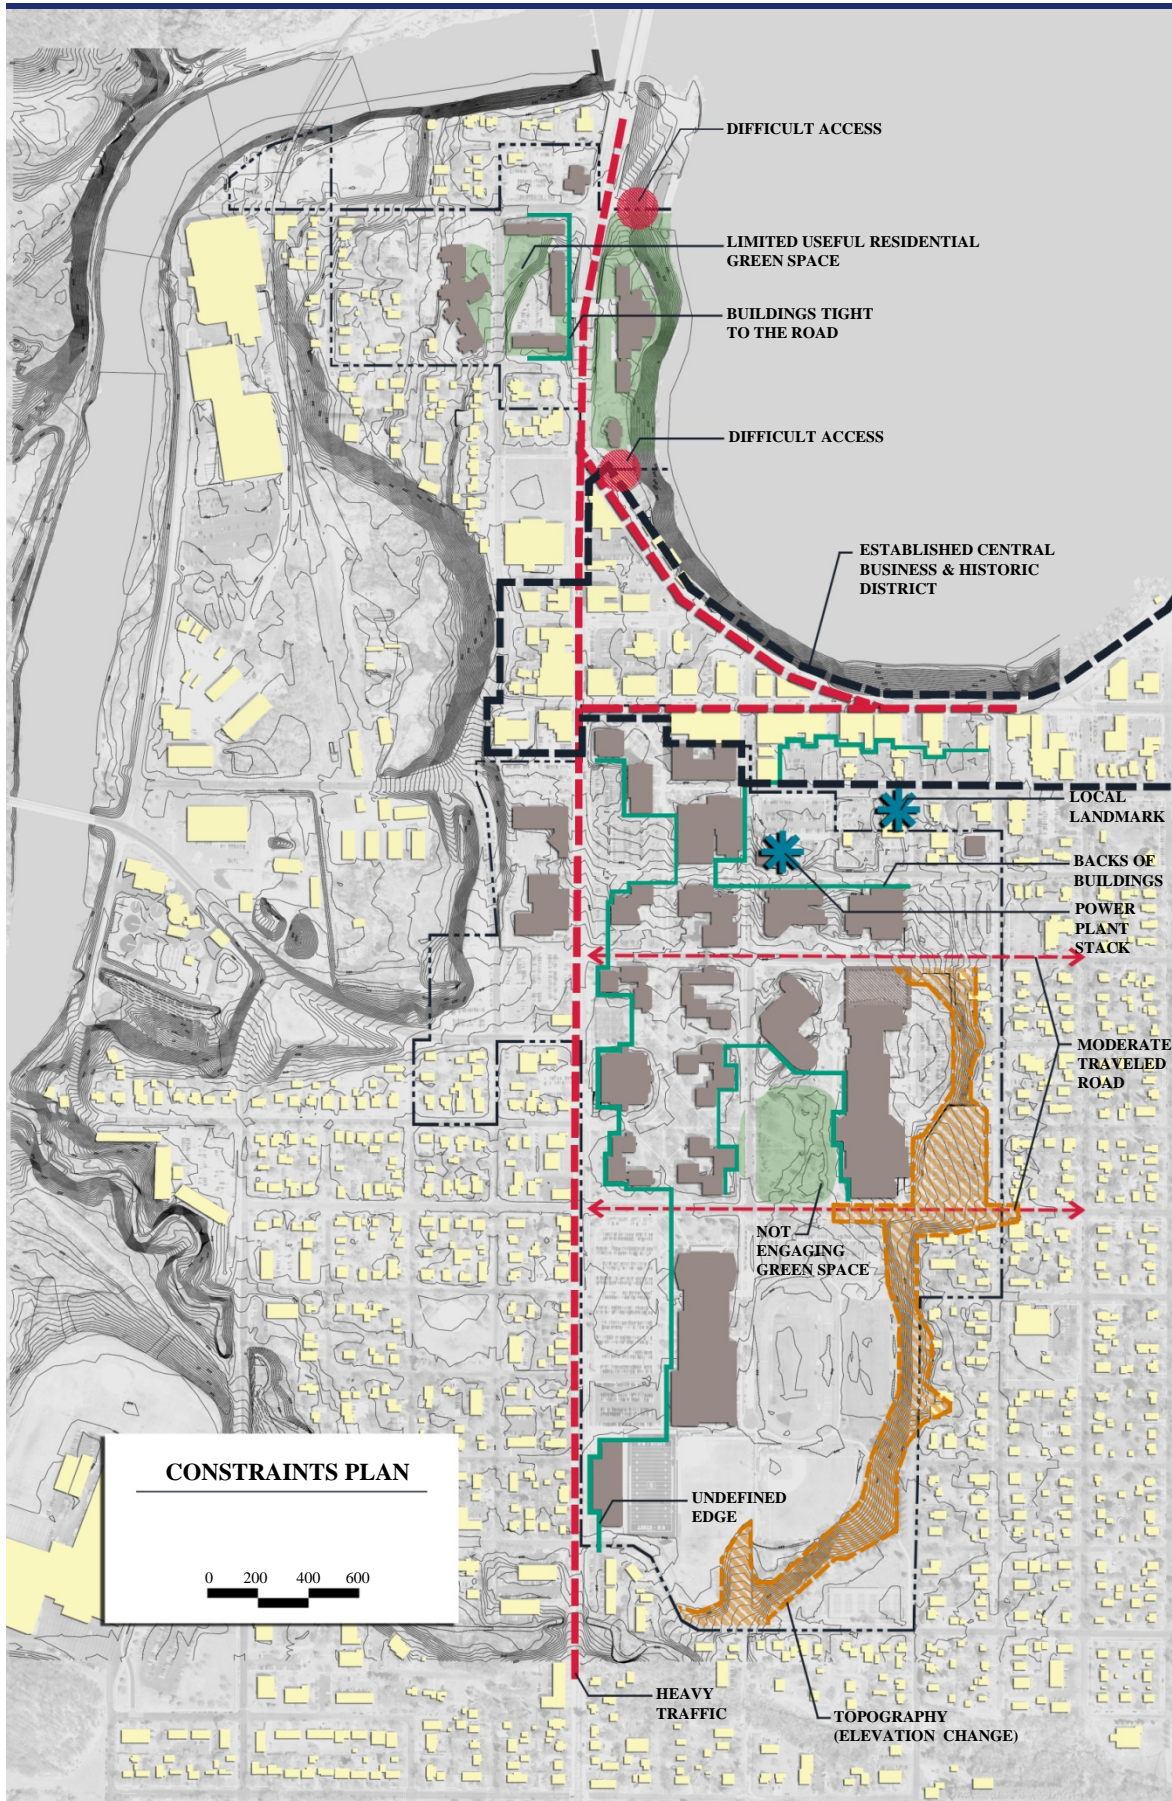 DIFFICULT ACCESS
LIMITED USEFUL RESIDENTIAL
GREEN SPACE
BUILDINGS TIGHT
TO THE ROAD
DIFFICULT ACCESS
ESTABLISHED CENTRAL
BUSINESS & HISTORIC
DISTRICT
LOCAL
LANDMARK
BACKS OF
BUILDINGS
POWER
PLANT
STACK
MODERATE
TRAVELED
ROAD
NOT
ENGAGING
GREEN SPACE
CONSTRAINTS PLAN
0 200 400 600
UNDEFINED
EDGE
HEAVY
TRAFFIC
TOPOGRAPHY
(ELEVATION CHANGE)